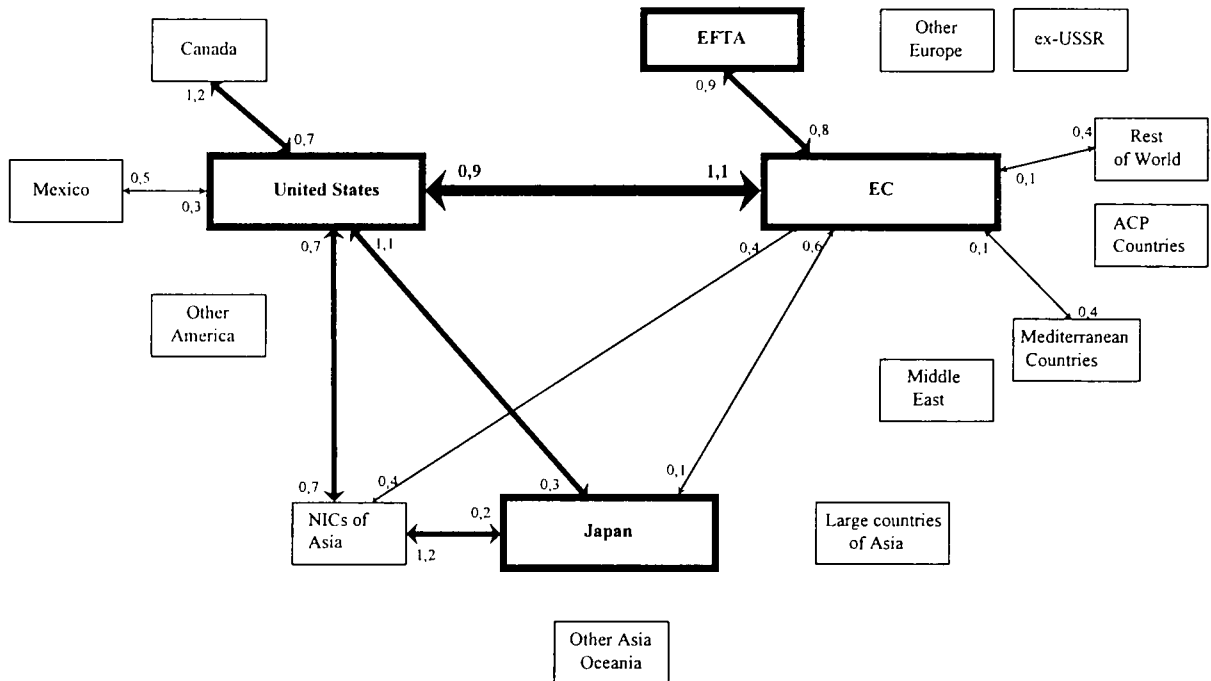 EFTA
Other
Europe
ex-USSR
Canada
1,2
0,9
0,7
0,8
0,4
Rest
of World
Mexico
0,5
0,3
United States
0,9
1,1
EC
0,1
ACP
Countries
0,7
1,1
0,4
0,6
0,1
Other
America
0,4
Mediterranean
Countries
Middle
East
0,7
0,4
0,3
0,1
NICs of
Asia
0,2
1,2
Japan
Large countries
of Asia
Other Asia
Oceania